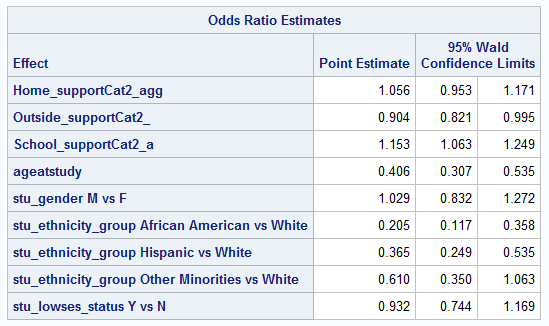 Odds Ratio Estimates
Effect Point Estimate 95% Wald Confidence Limits
Home_supportCat2_agg 1.056 0.953 1.171
Outside_supportCat2_ 0.904 0.821 0.995
School_supportCat2_a 1.153 1.063 1.249
ageatstudy 0.406 0.307 0.535
stu_gender M vs F 1.029 0.832 1.272
stu_ethnicity_group African American vs White 0.205 0.117 0.358
stu_ethnicity_group Hispanic vs White 0.365 0.249 0.535
stu_ethnicity_group Other Minorities vs White 0.610 0.350 1.063
stu_lowses_status Y vs N 0.932 0.744 1.169